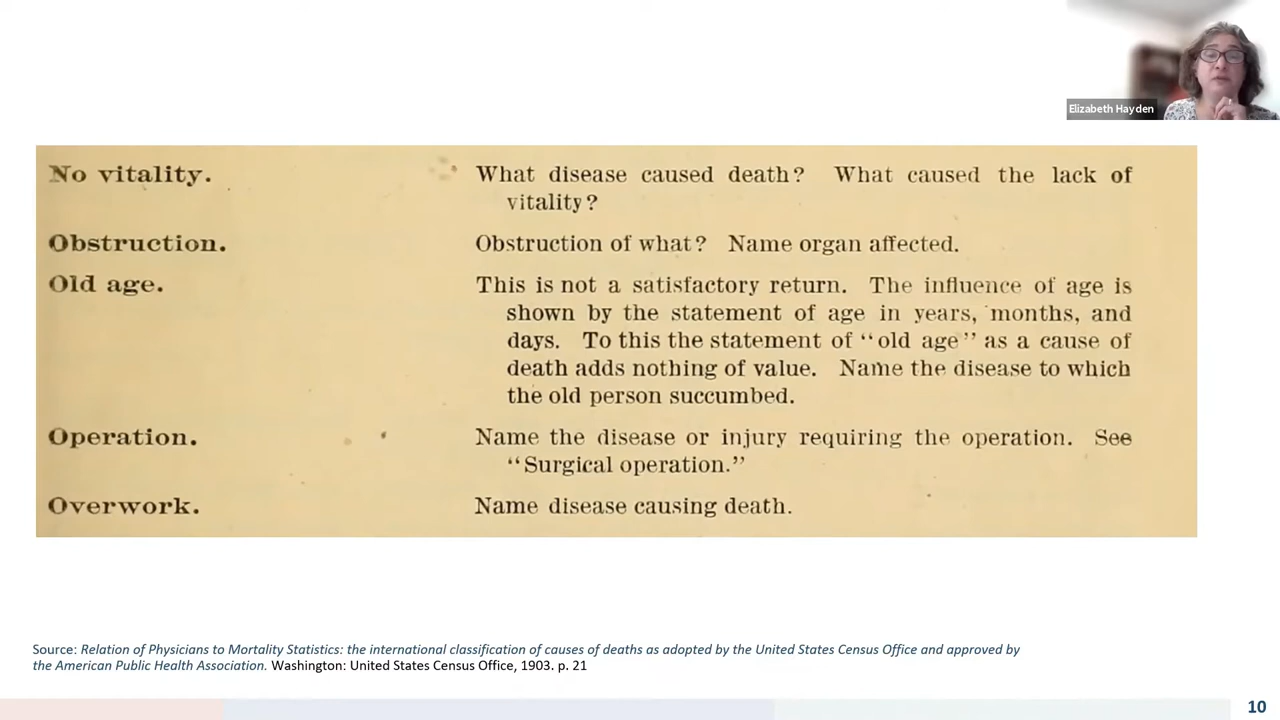 Elizabeth Hayden
No vitality.
What disease caused death? What caused the lack of
vitality?
Obstruction.
Obstruction of what? Name organ affected.
Old age.
This is not a satisfactory return. The influence of age is
shown by the statement of age in years, months, and
days. To this the statement of “old age” as a cause of
death adds nothing of value. Name the disease to which
the old person succumbed.
Operation.
Name the disease or injury requiring the operation. See
“Surgical operation.”
Overwork.
Name disease causing death.
Source: Relation of Physicians to Mortality Statistics: the international classification of causes of deaths as adopted by the United States Census Office and approved by
the American Public Health Association. Washington: United States Census Office, 1903. p. 21
10